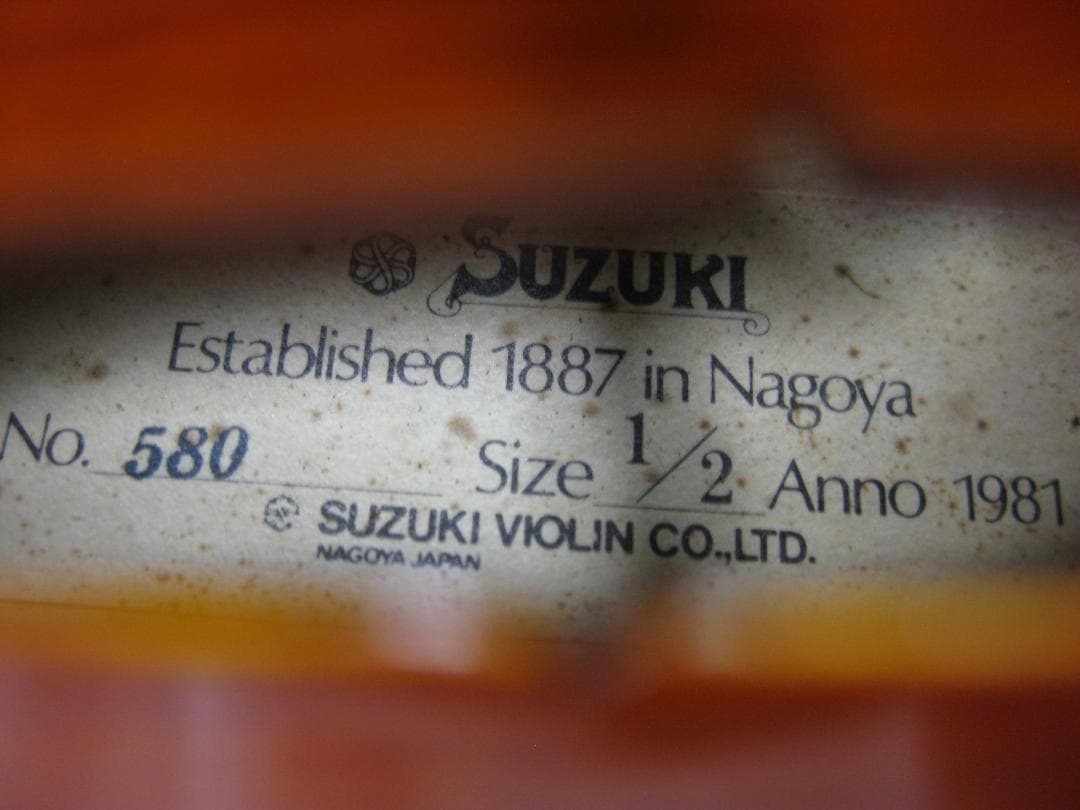 SUZUKI
Established 1887 in Nagoya
No. 580 Size 1/2 Anno 1981
SUZUKI VIOLIN CO.,LTD.
NAGOYA JAPAN